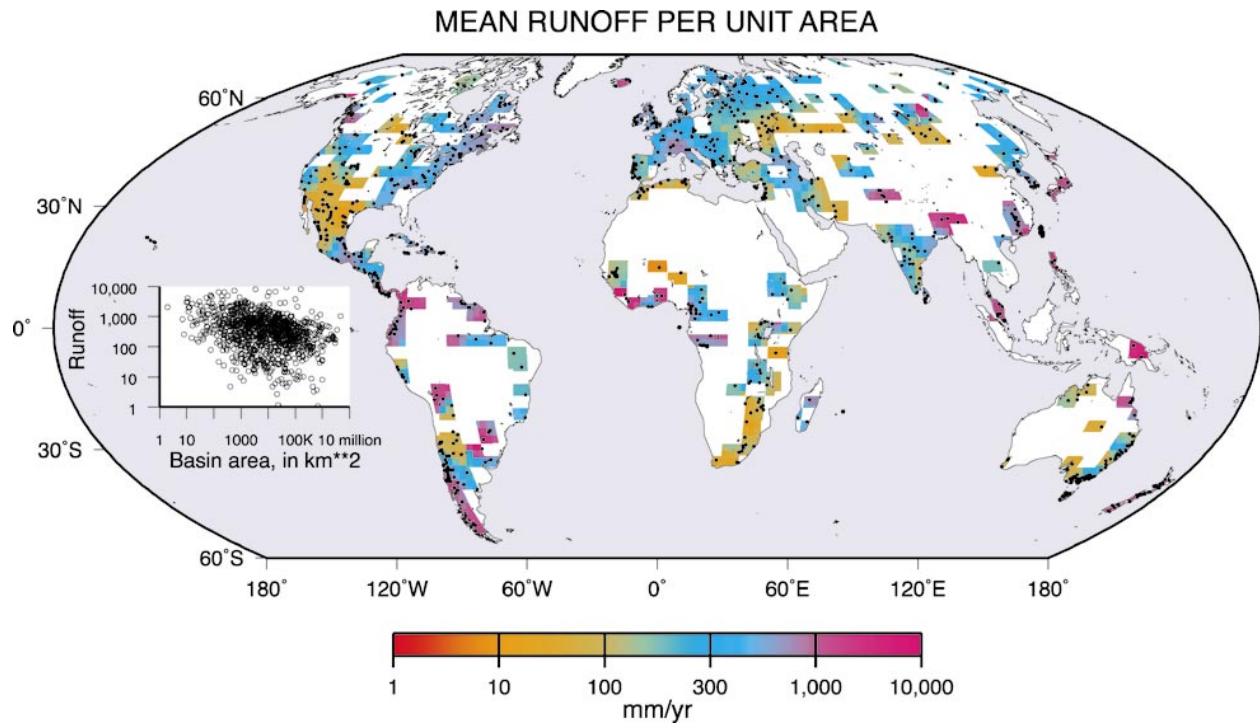 MEAN RUNOFF PER UNIT AREA
60˚N
30˚N
0˚
30˚S
60˚S
10,000
1,000
100
10
1
Runoff
1 10 1000 100K 10 million
Basin area, in km**2
180˚ 120˚W 60˚W 0˚ 60˚E 120˚E 180˚
1 10 100 300 1,000 10,000
mm/yr